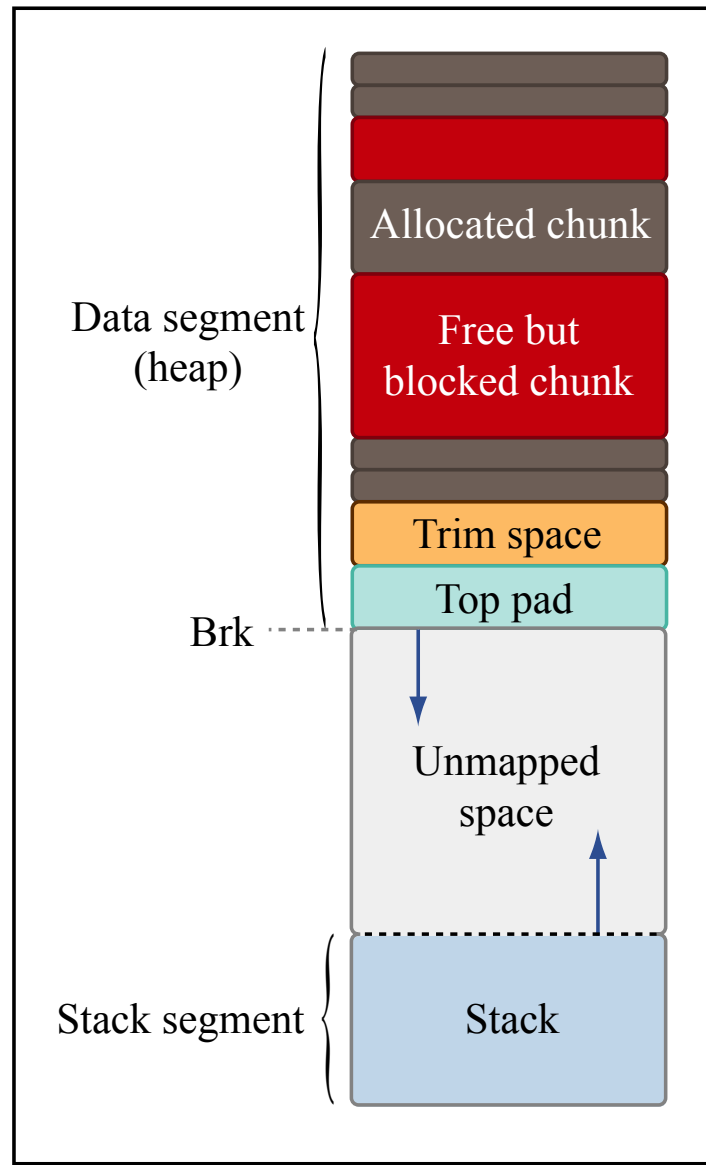 Allocated chunk
Data segment
(heap)
Free but
blocked chunk
Trim space
Top pad
Brk
Unmapped
space
Stack segment
Stack